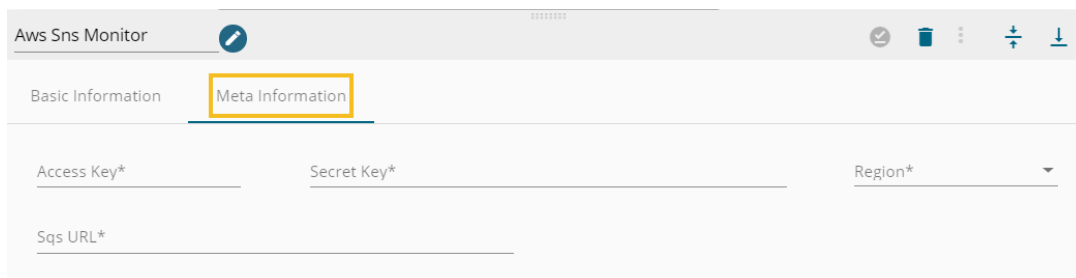 Aws Sns Monitor
Basic Information Meta Information
Access Key* Secret Key* Region*
Sqs URL*